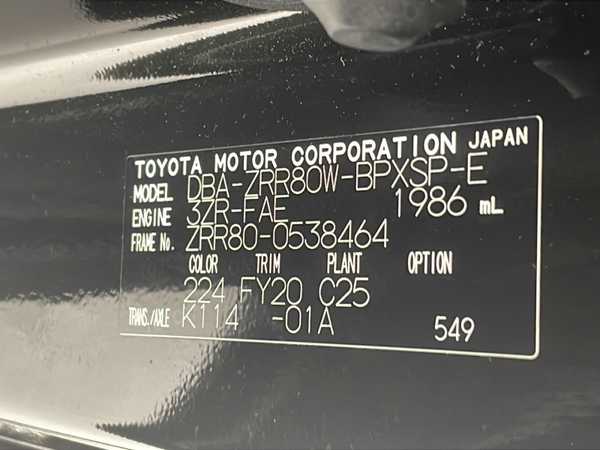 TOYOTA MOTOR CORPORATION JAPAN
MODEL DBA-ZRR80W-BPXSP-E
ENGINE 3ZR-FAE 1986 mL
FRAME No. ZRR80-0538464
COLOR TRIM PLANT OPTION
224 FY20 C25
TRANS./AXLE K114 -01A 549